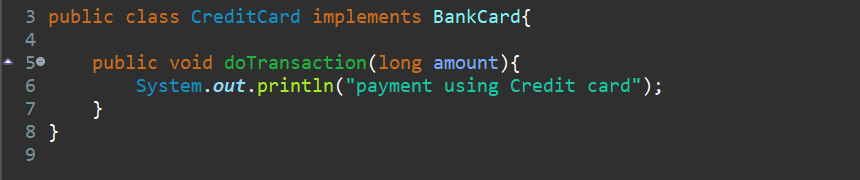 3 public class CreditCard implements BankCard{
4
5 public void doTransaction(long amount){
6 System.out.println("payment using Credit card");
7 }
8 }
9